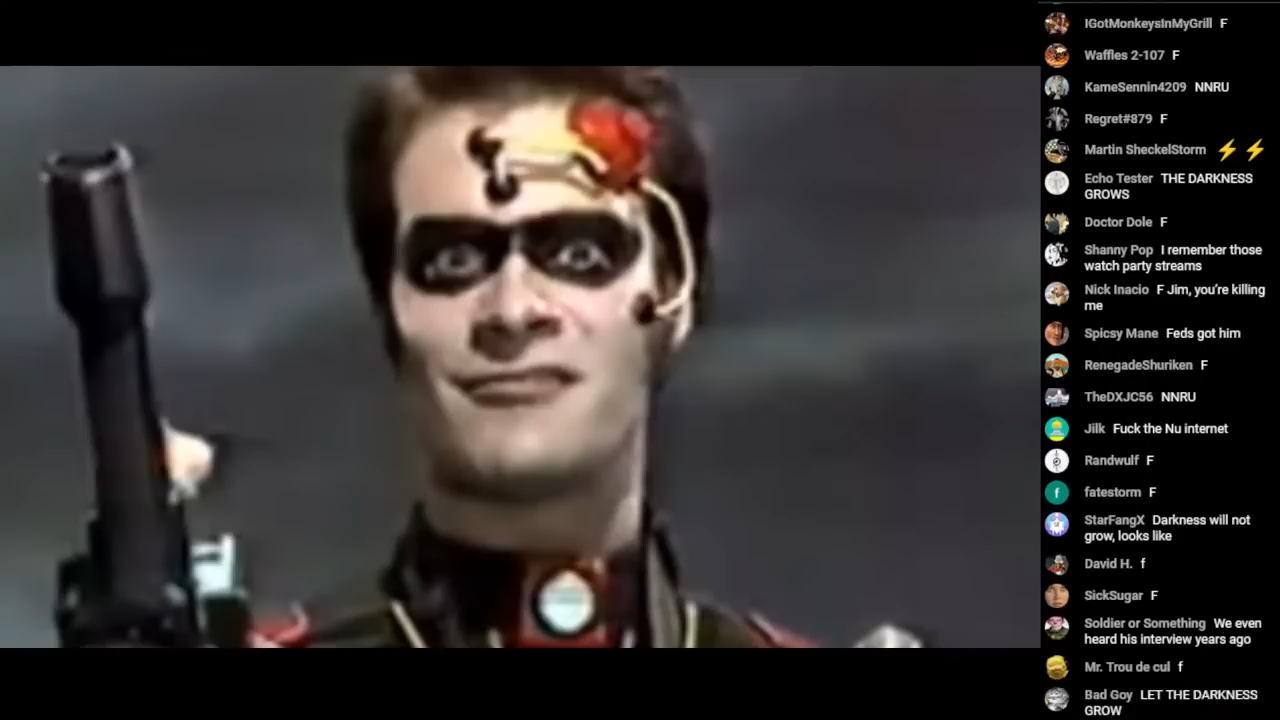 IGotMonkeysInMyGrill F
Waffles 2-107 F
KameSennin4209 NNRU
Regret#879 F
Martin SheckelStorm ⚡ ⚡
Echo Tester THE DARKNESS
GROWS
Doctor Dole F
Shanny Pop I remember those
watch party streams
Nick Inacio F Jim, you're killing
me
Spicsy Mane Feds got him
RenegadeShuriken F
TheDXJC56 NNRU
Jilk Fuck the Nu internet
Randwulf F
f
fatestorm F
StarFangX Darkness will not
grow, looks like
David H. f
SickSugar F
Soldier or Something We even
heard his interview years ago
Mr. Trou de cul f
Bad Goy LET THE DARKNESS
GROW